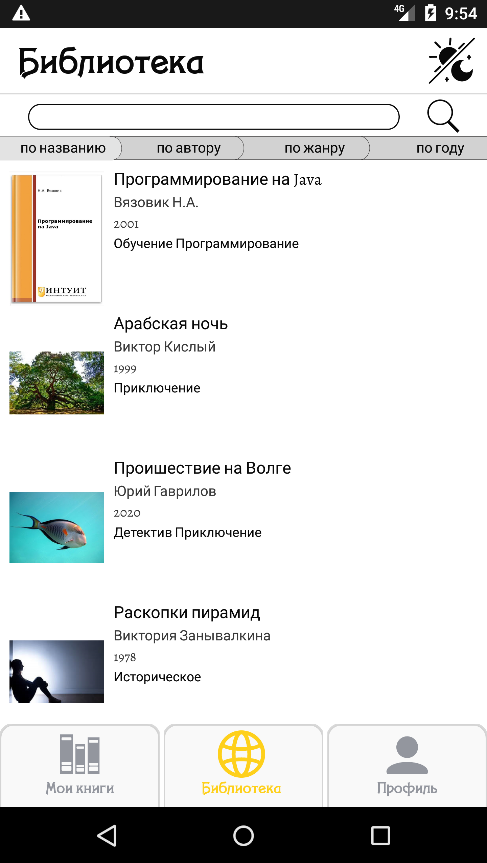 4G 9:54
Библиотека
по названию по автору по жанру по году
Программирование на Java
Вязовик Н.А.
2001
Обучение Программирование
Программирование
на Java
ИНТУИТ
Арабская ночь
Виктор Кислый
1999
Приключение
Проишествие на Волге
Юрий Гаврилов
2020
Детектив Приключение
Раскопки пирамид
Виктория Занывалкина
1978
Историческое
Мои книги Библиотека Профиль